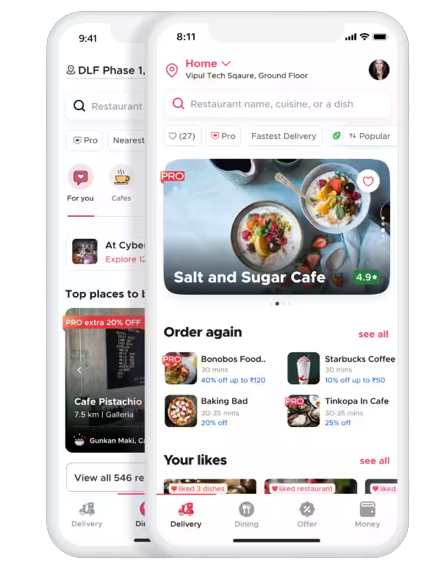 9:41
DLF Phase 1,
Restaurant
Pro
Nearest
For you
Cafes
At Cyber
Explore 12
Top places to b
PRO extra 20% OFF
Cafe Pistachio
7.5 km | Galleria
Gunkan Maki, Ca
View all 546 re
Delivery
Di
8:11
Home
Vipul Tech Sqaure, Ground Floor
Restaurant name, cuisine, or a dish
(27)
Pro
Fastest Delivery
Popular
PRO
Salt and Sugar Cafe
4.9★
Order again
see all
PRO
Bonobos Food..
30 mins
40% off up to ₹120
Starbucks Coffee
30 mins
10% off up to ₹50
Baking Bad
30-35 mins
20% off
PRO
Tinkopa In Cafe
30-35 mins
25% off
Your likes
see all
liked 3 dishes
liked restaurant
liked
Delivery
Dining
Offer
Money